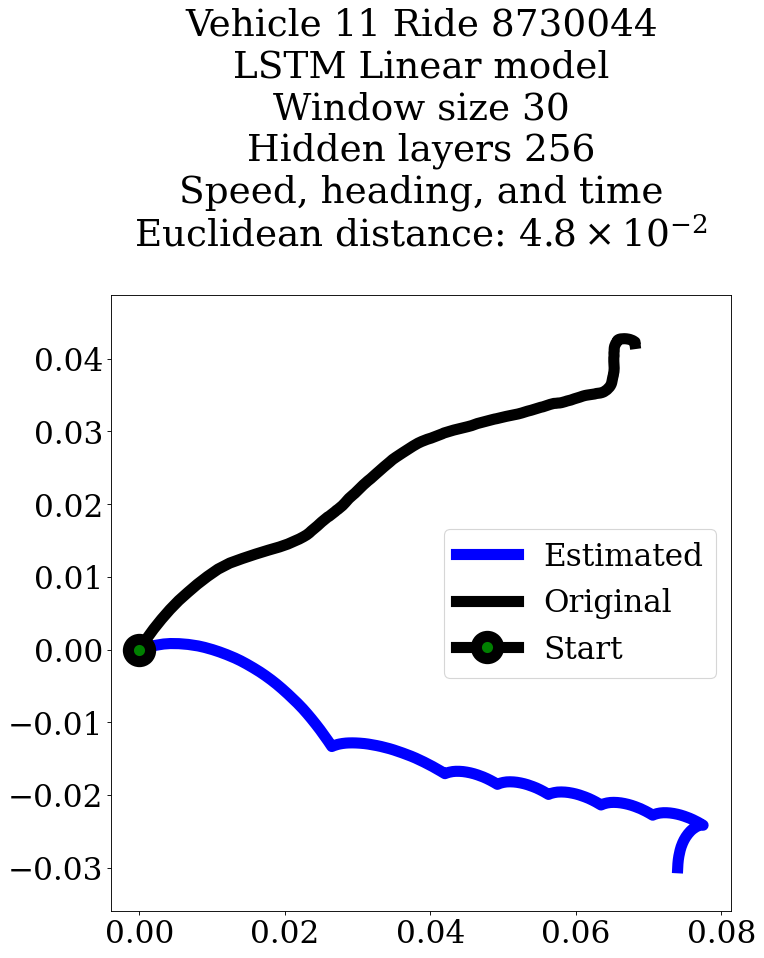 Vehicle 11 Ride 8730044
LSTM Linear model
Window size 30
Hidden layers 256
Speed, heading, and time
Euclidean distance: 4.8 × 10⁻²
0.04
0.03
0.02
0.01
0.00
−0.01
−0.02
−0.03
Estimated
Original
Start
0.00 0.02 0.04 0.06 0.08